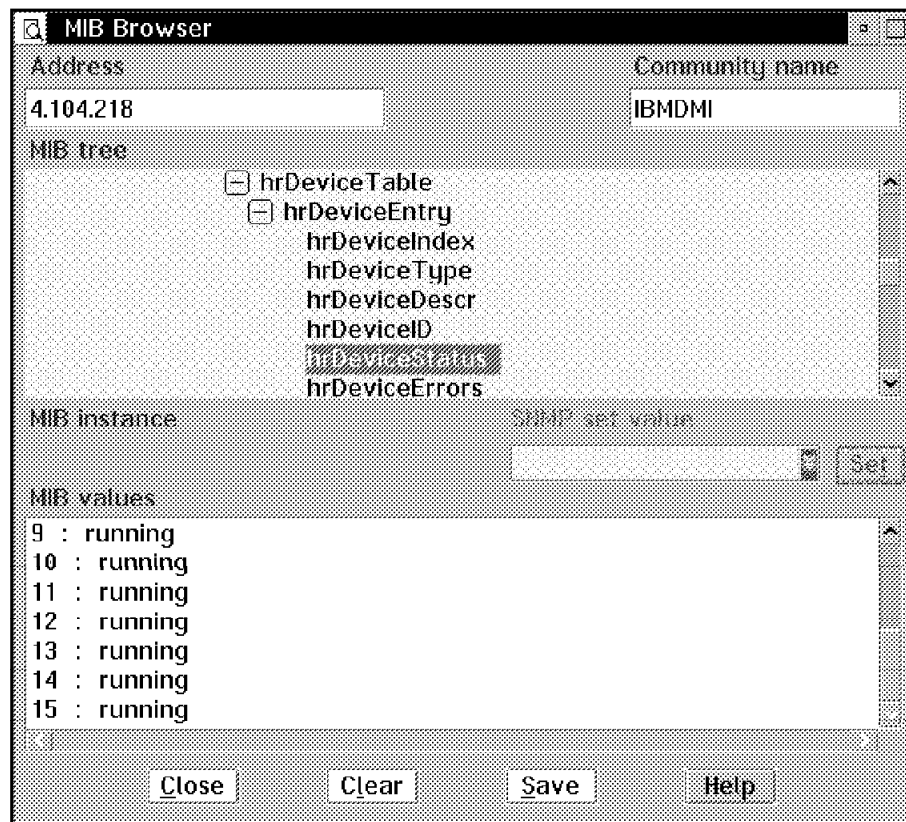 MIB Browser
Address Community name
4.104.218 IBMDMI
MIB tree
hrDeviceTable
hrDeviceEntry
hrDeviceIndex
hrDeviceType
hrDeviceDescr
hrDeviceID
hrDeviceStatus
hrDeviceErrors
MIB instance SNMP set value
Set
MIB values
9 : running
10 : running
11 : running
12 : running
13 : running
14 : running
15 : running
Close Clear Save Help